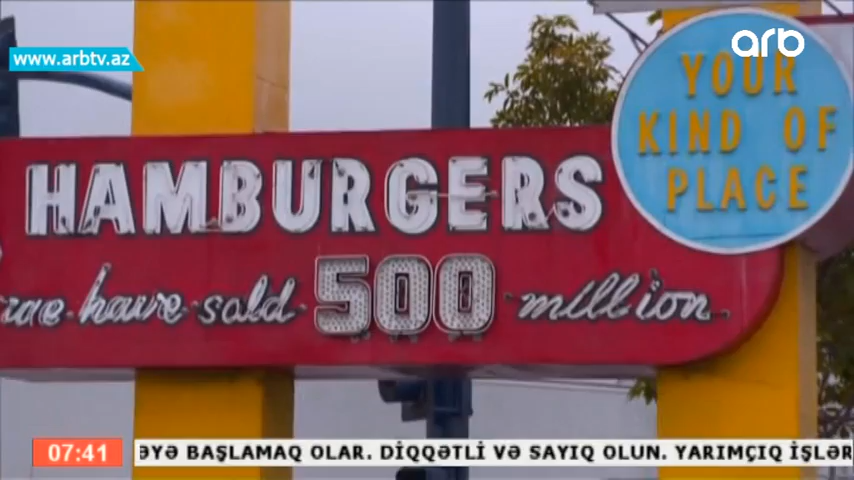 arb
www.arbtv.az
YOUR
KIND OF
PLACE
HAMBURGERS
we have sold 500 million
07:41
ƏYƏ BAŞLAMAQ OLAR. DİQQƏTLİ VƏ SAYIQ OLUN. YARIMÇIQ İŞLƏR